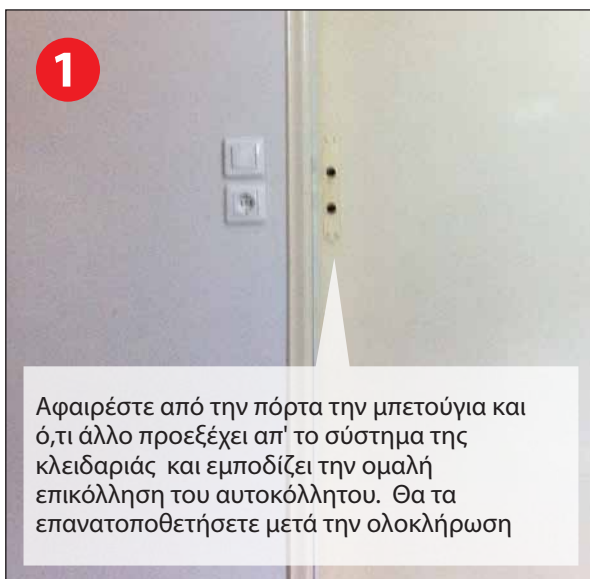 1
Αφαιρέστε από την πόρτα την μπετούγια και
ό,τι άλλο προεξέχει απ' το σύστημα της
κλειδαριάς και εμποδίζει την ομαλή
επικόλληση του αυτοκόλλητου. Θα τα
επανατοποθετήσετε μετά την ολοκλήρωση